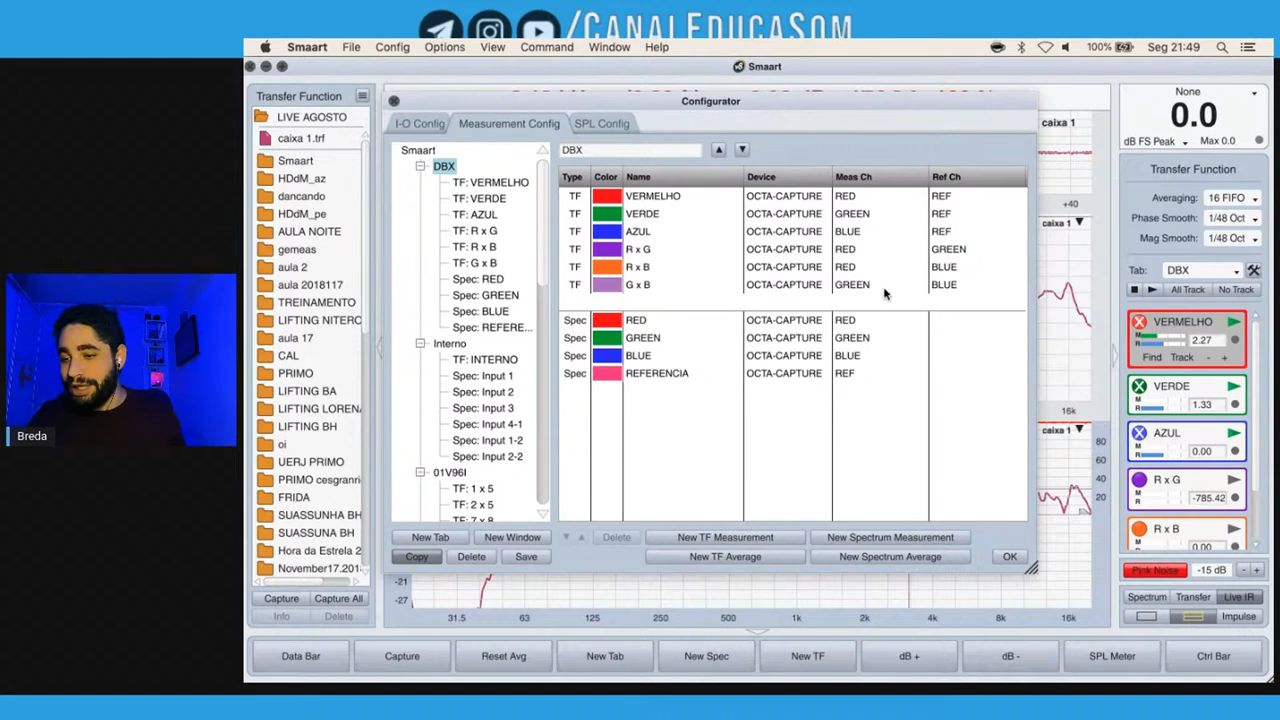 /CanalEducaSom
Smaart File Config Options View Command Window Help
100% Seg 21:49
Smaart
Transfer Function
LIVE AGOSTO
caixa 1.trf
Smaart
HDdM_az
dancando
HDdM_pe
AULA NOITE
gemeas
aula 2
aula 2018117
TREINAMENTO
LIFTING NITERO
aula 17
CAL
PRIMO
LIFTING BA
LIFTING LOREN
LIFTING BH
oi
UERJ PRIMO
PRIMO cesgranri
FRIDA
SUASSUNHA BH
SUASSUNA BH
Hora da Estrela 2
November17.201
Capture Capture All
Info Delete
Configurator
I-O Config Measurement Config SPL Config
Smaart
DBX
TF: VERMELHO
TF: VERDE
TF: AZUL
TF: R x G
TF: R x B
TF: G x B
Spec: RED
Spec: GREEN
Spec: BLUE
Spec: REFERE...
Interno
TF: INTERNO
Spec: Input 1
Spec: Input 2
Spec: Input 3
Spec: Input 4-1
Spec: Input 1-2
Spec: Input 2-2
01V96I
TF: 1 x 5
TF: 2 x 5
TF: 7 x 8
DBX
Type Color Name Device Meas Ch Ref Ch
TF VERMELHO OCTA-CAPTURE RED REF
TF VERDE OCTA-CAPTURE GREEN REF
TF AZUL OCTA-CAPTURE BLUE REF
TF R x G OCTA-CAPTURE RED GREEN
TF R x B OCTA-CAPTURE RED BLUE
TF G x B OCTA-CAPTURE GREEN BLUE
Spec RED OCTA-CAPTURE RED
Spec GREEN OCTA-CAPTURE GREEN
Spec BLUE OCTA-CAPTURE BLUE
Spec REFERENCIA OCTA-CAPTURE REF
New Tab New Window Delete New TF Measurement New Spectrum Measurement
Copy Delete Save New TF Average New Spectrum Average OK
caixa 1
+40
caixa 1
16k
caixa 1
80
60
40
20
-21
-27
31.5 63 125 250 500 1k 2k 4k 8k 16k
None
0.0
dB FS Peak Max 0.0
Transfer Function
Averaging: 16 FIFO
Phase Smooth: 1/48 Oct
Mag Smooth: 1/48 Oct
Tab: DBX
All Track No Track
VERMELHO
M
R
2.27
Find Track - +
VERDE
M
R
1.33
AZUL
M
R
0.00
R x G
M
R
-785.42
R x B
M
R
0.00
Pink Noise -15 dB - +
Spectrum Transfer Live IR
Impulse
Data Bar Capture Reset Avg New Tab New Spec New TF dB + dB - SPL Meter Ctrl Bar
Breda